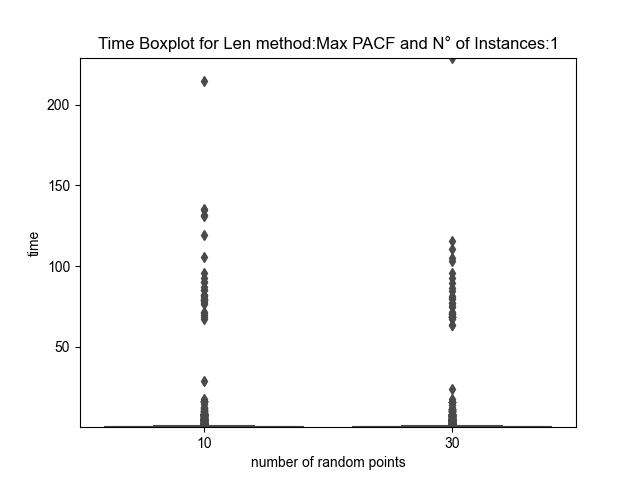 Time Boxplot for Len method:Max PACF and N° of Instances:1
200
150
100
50
time
10
30
number of random points